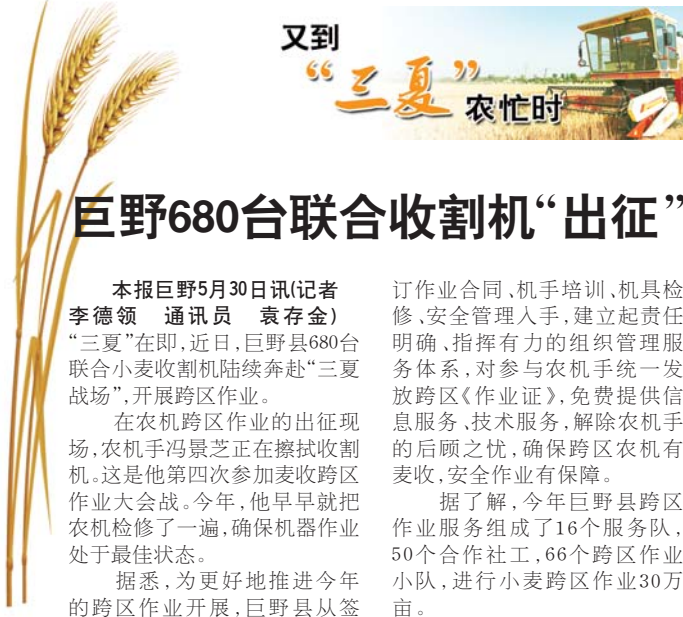 又到
“三夏”农忙时
巨野680台联合收割机“出征”
本报巨野5月30日讯(记者
李德领 通讯员 袁存金)
“三夏”在即,近日,巨野县680台
联合小麦收割机陆续奔赴“三夏
战场”,开展跨区作业。
在农机跨区作业的出征现
场,农机手冯景芝正在擦拭收割
机。这是他第四次参加麦收跨区
作业大会战。今年,他早早就把
农机检修了一遍,确保机器作业
处于最佳状态。
据悉,为更好地推进今年
的跨区作业开展,巨野县从签
订作业合同、机手培训、机具检
修、安全管理入手,建立起责任
明确、指挥有力的组织管理服
务体系,对参与农机手统一发
放跨区《作业证》,免费提供信
息服务、技术服务,解除农机手
的后顾之忧,确保跨区农机有
麦收,安全作业有保障。
据了解,今年巨野县跨区
作业服务组成了16个服务队,
50个合作社工,66个跨区作业
小队,进行小麦跨区作业30万
亩。